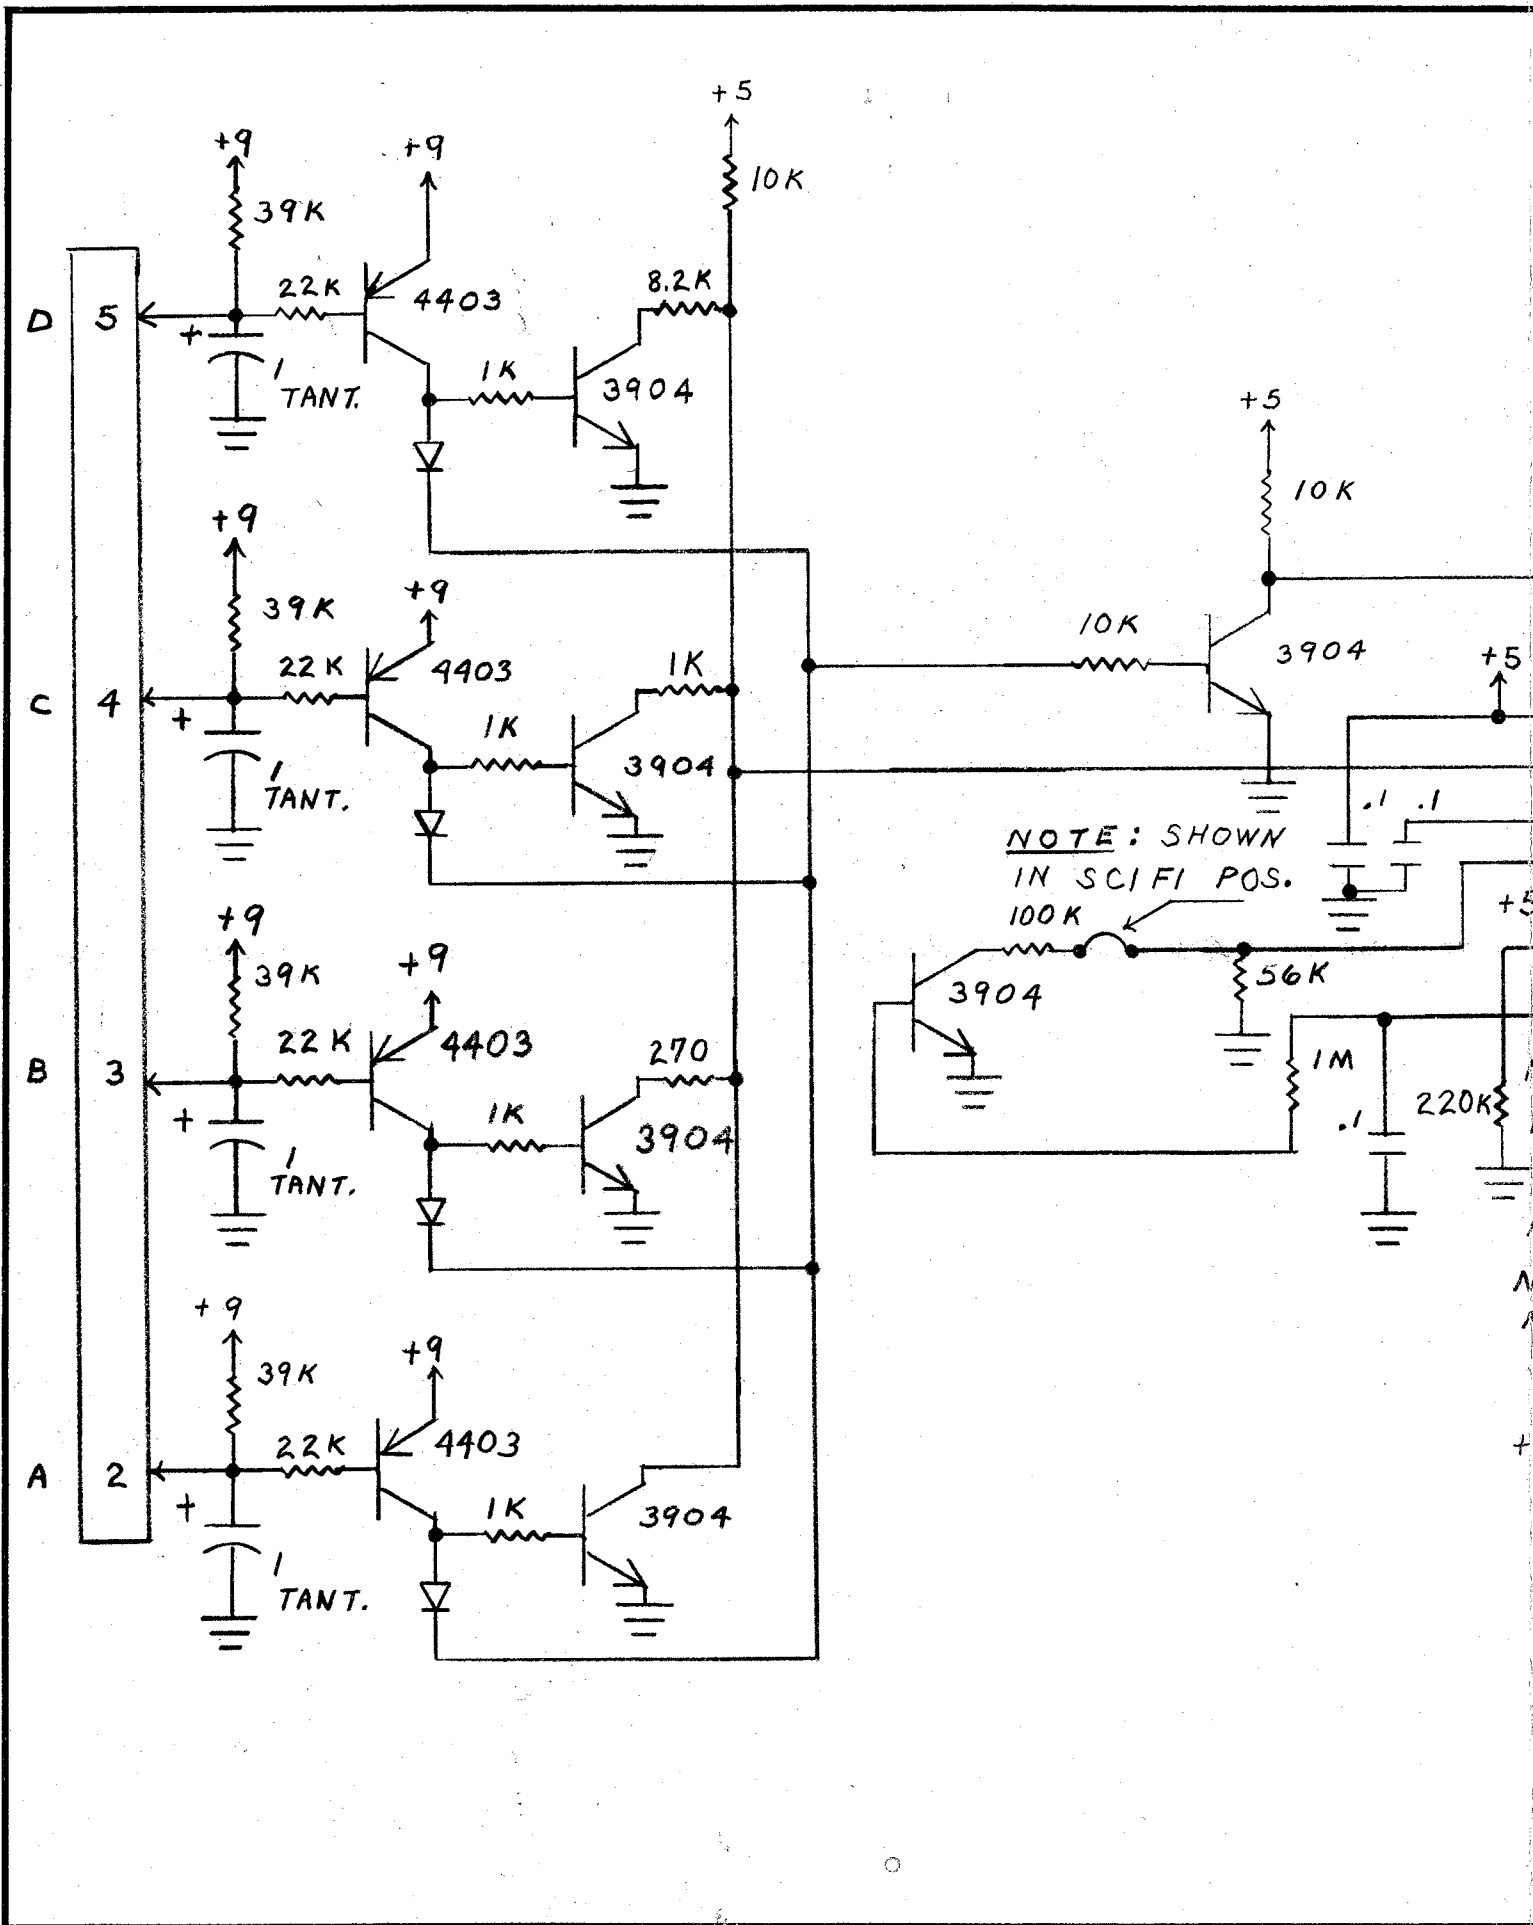 +5
+9
+9
10K
39K
8.2K
22K
4403
D
5
+
1K
3904
1
TANT.
+5
10K
+9
+9
39K
10K
3904
22K
4403
1K
+5
C
4
+
1K
3904
1
TANT.
.1
.1
NOTE: SHOWN
IN SCIFI POS.
100K
+9
+5
+9
39K
56K
3904
22K
4403
270
1M
B
3
220K
+
1K
3904
.1
1
TANT.
+9
+9
39K
22K
4403
+
A
2
+
1K
3904
1
TANT.